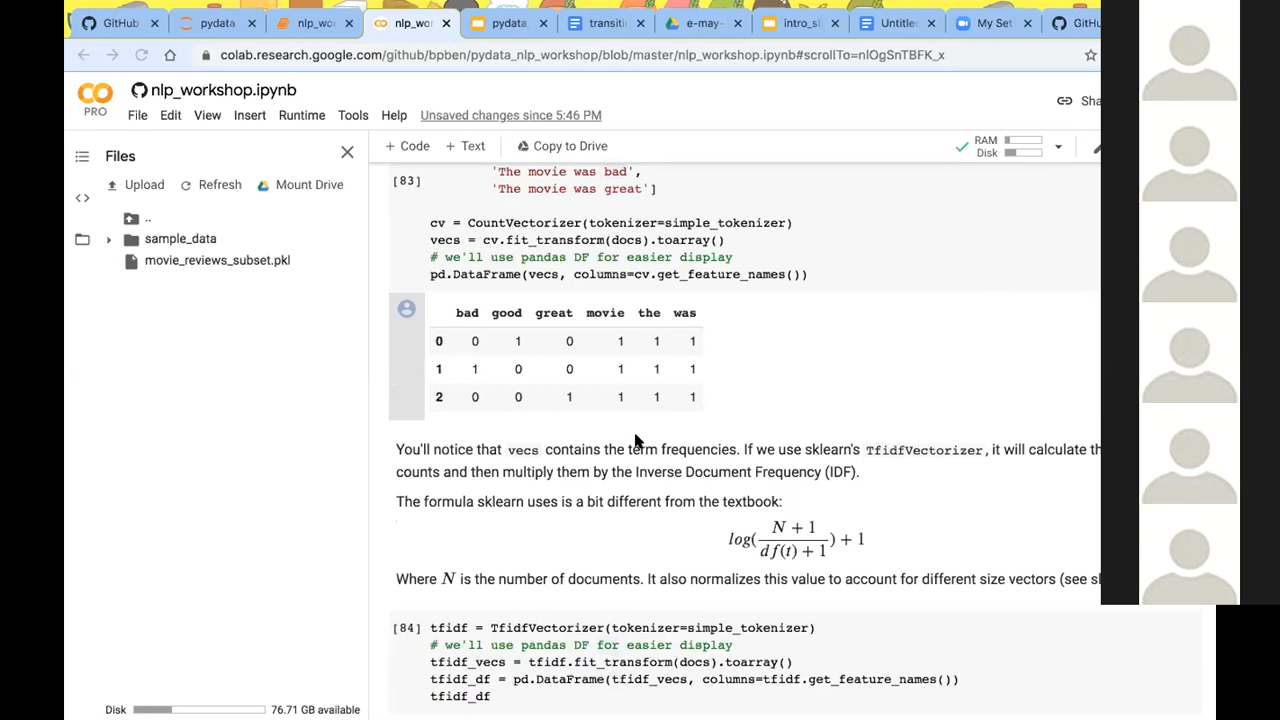 GitHub
pydata
nlp_wo
nlp_wo
pydata
transiti
e-may-
intro_sl
Untitle
My Set
GitHu
colab.research.google.com/github/bpben/pydata_nlp_workshop/blob/master/nlp_workshop.ipynb#scrollTo=nlOgSnTBFK_x
PRO
nlp_workshop.ipynb
Sha
File Edit View Insert Runtime Tools Help Unsaved changes since 5:46 PM
Files
+ Code + Text Copy to Drive
RAM
Disk
Upload Refresh Mount Drive
..
sample_data
movie_reviews_subset.pkl
'The movie was bad',
[83]
'The movie was great']
cv = CountVectorizer(tokenizer=simple_tokenizer)
vecs = cv.fit_transform(docs).toarray()
# we'll use pandas DF for easier display
pd.DataFrame(vecs, columns=cv.get_feature_names())
bad good great movie the was
0 0 1 0 1 1 1
1 1 0 0 1 1 1
2 0 0 1 1 1 1
You'll notice that vecs contains the term frequencies. If we use sklearn's TfidfVectorizer, it will calculate th
counts and then multiply them by the Inverse Document Frequency (IDF).
The formula sklearn uses is a bit different from the textbook:
log(N + 1 / df(t) + 1) + 1
Where N is the number of documents. It also normalizes this value to account for different size vectors (see sk
[84] tfidf = TfidfVectorizer(tokenizer=simple_tokenizer)
# we'll use pandas DF for easier display
tfidf_vecs = tfidf.fit_transform(docs).toarray()
tfidf_df = pd.DataFrame(tfidf_vecs, columns=tfidf.get_feature_names())
tfidf_df
Disk 76.71 GB available